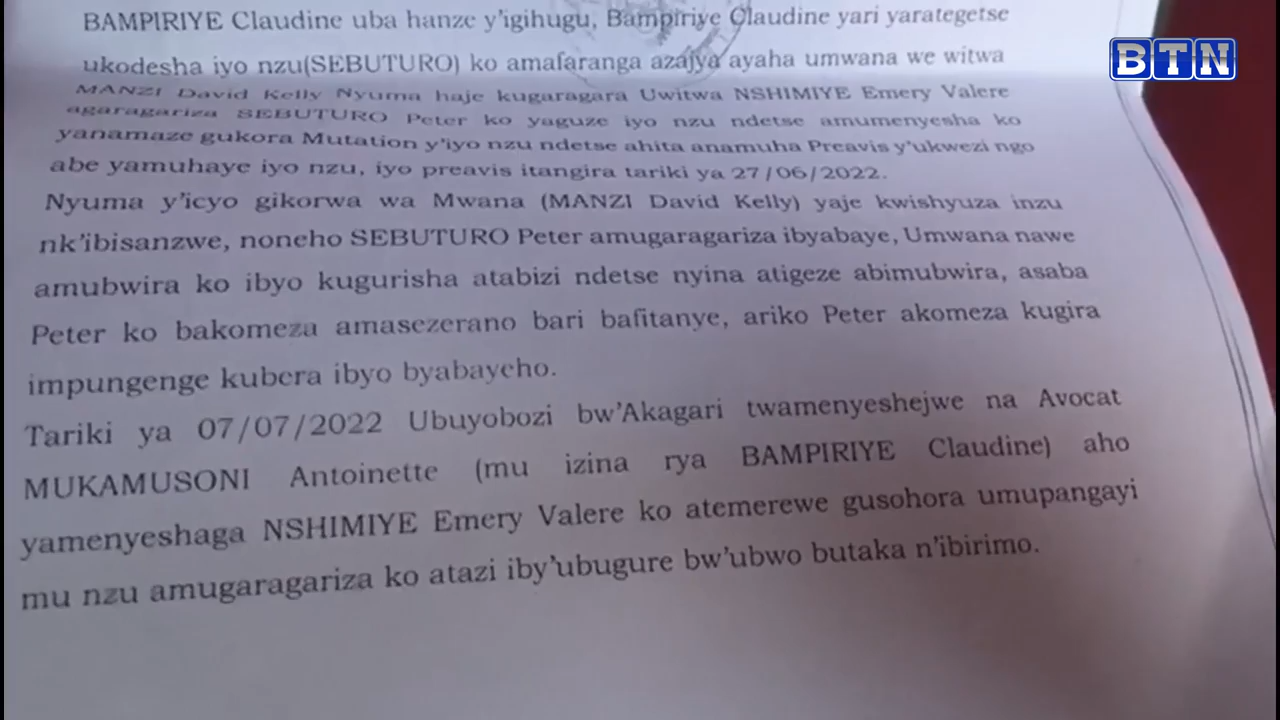 BTN
BAMPIRIYE Claudine uba hanze y'igihugu, Bampiriye Claudine yari yarategetse
ukodesha iyo nzu(SEBUTURO) ko amafaranga azajya ayaha umwana we witwa
MANZI David Kelly Nyuma haje kugaragara Uwitwa NSHIMIYE Emery Valere
agaragariza SEBUTURO Peter ko yaguze iyo nzu ndetse amumenyesha ko
yanamaze gukora Mutation y'iyo nzu ndetse ahita anamuha Preavis y'ukwezi ngo
abe yamuhaye iyo nzu, iyo preavis itangira tariki ya 27/06/2022.
Nyuma y'icyo gikorwa wa Mwana (MANZI David Kelly) yaje kwishyuza inzu
nk'ibisanzwe, noneho SEBUTURO Peter amugaragariza ibyabaye, Umwana nawe
amubwira ko ibyo kugurisha atabizi ndetse nyina atigeze abimubwira, asaba
Peter ko bakomeza amasezerano bari bafitanye, ariko Peter akomeza kugira
impungenge kubera ibyo byabayeho.
Tariki ya 07/07/2022 Ubuyobozi bw'Akagari twamenyeshejwe na Avocat
MUKAMUSONI Antoinette (mu izina rya BAMPIRIYE Claudine) aho
yamenyeshaga NSHIMIYE Emery Valere ko atemerewe gusohora umupangayi
mu nzu amugaragariza ko atazi iby'ubugure bw'ubwo butaka n'ibirimo.